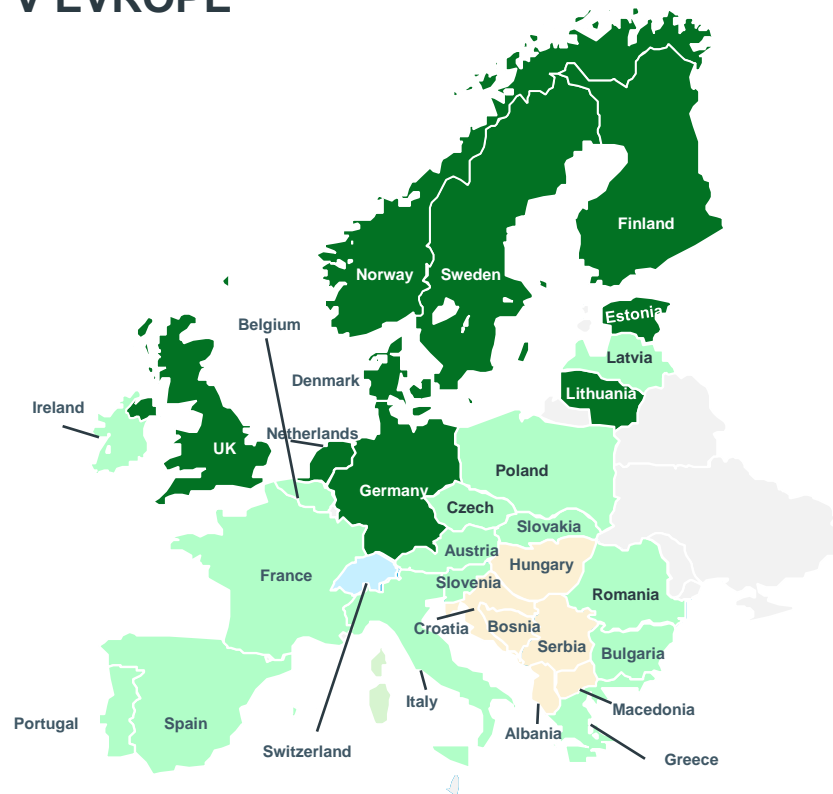 V EVROPE
Finland
Norway
Sweden
Estonia
Belgium
Latvia
Denmark
Lithuania
Ireland
Netherlands
UK
Poland
Germany
Czech
Slovakia
Austria
Hungary
France
Slovenia
Romania
Croatia
Bosnia
Serbia
Bulgaria
Italy
Macedonia
Portugal
Spain
Albania
Switzerland
Greece